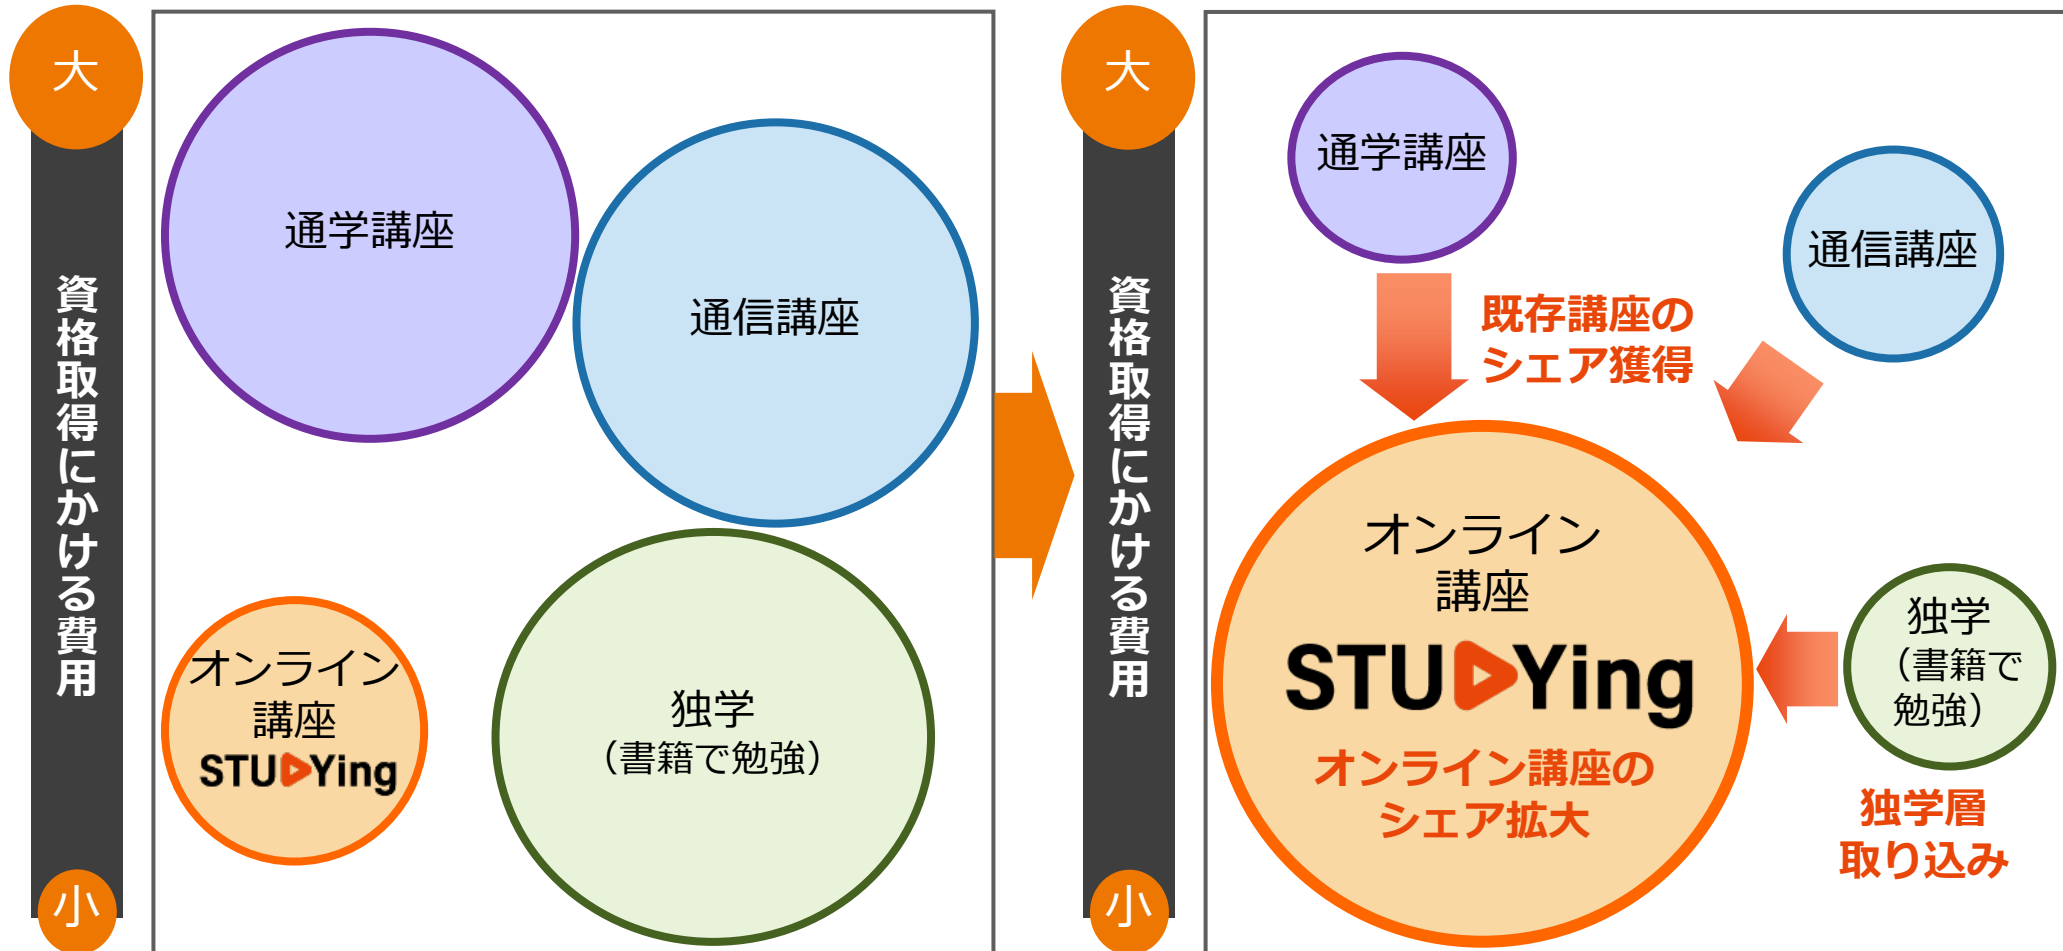 大
資格取得にかける費用
小
通学講座
通信講座
オンライン
講座
STUDYing
独学
（書籍で勉強）
大
資格取得にかける費用
小
通学講座
通信講座
既存講座の
シェア獲得
オンライン
講座
STUDYing
オンライン講座の
シェア拡大
独学
（書籍で
勉強）
独学層
取り込み